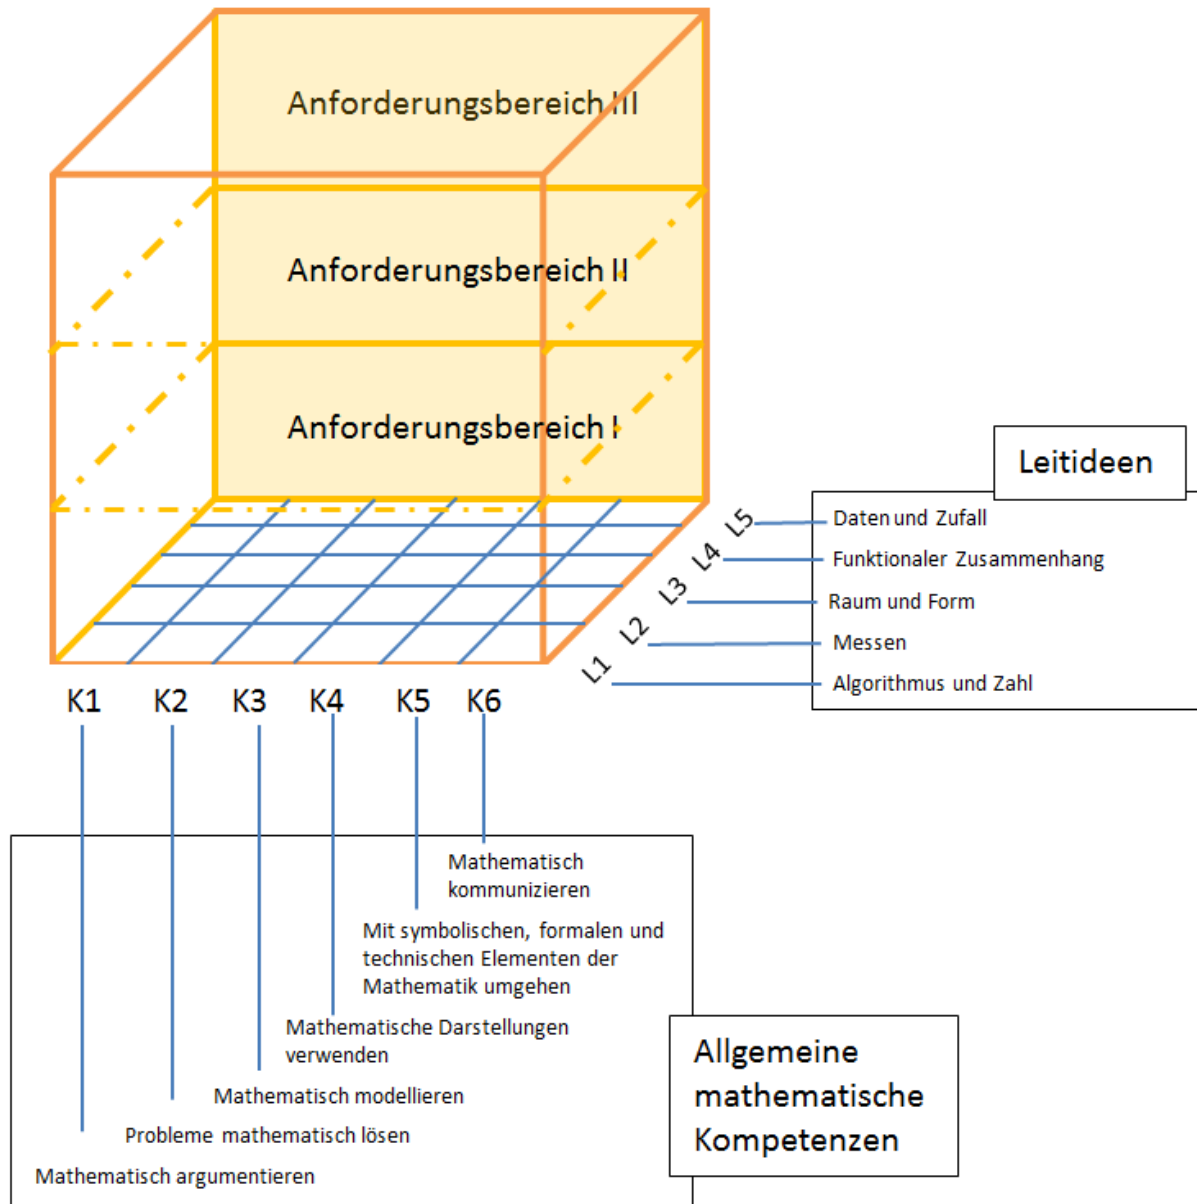 Anforderungsbereich III
Anforderungsbereich II
Anforderungsbereich I
Leitideen
L5
Daten und Zufall
L4
Funktionaler Zusammenhang
L3
Raum und Form
L2
Messen
L1
Algorithmus und Zahl
K1 K2 K3 K4 K5 K6
Mathematisch
kommunizieren
Mit symbolischen, formalen und
technischen Elementen der
Mathematik umgehen
Mathematische Darstellungen
verwenden
Mathematisch modellieren
Probleme mathematisch lösen
Mathematisch argumentieren
Allgemeine
mathematische
Kompetenzen